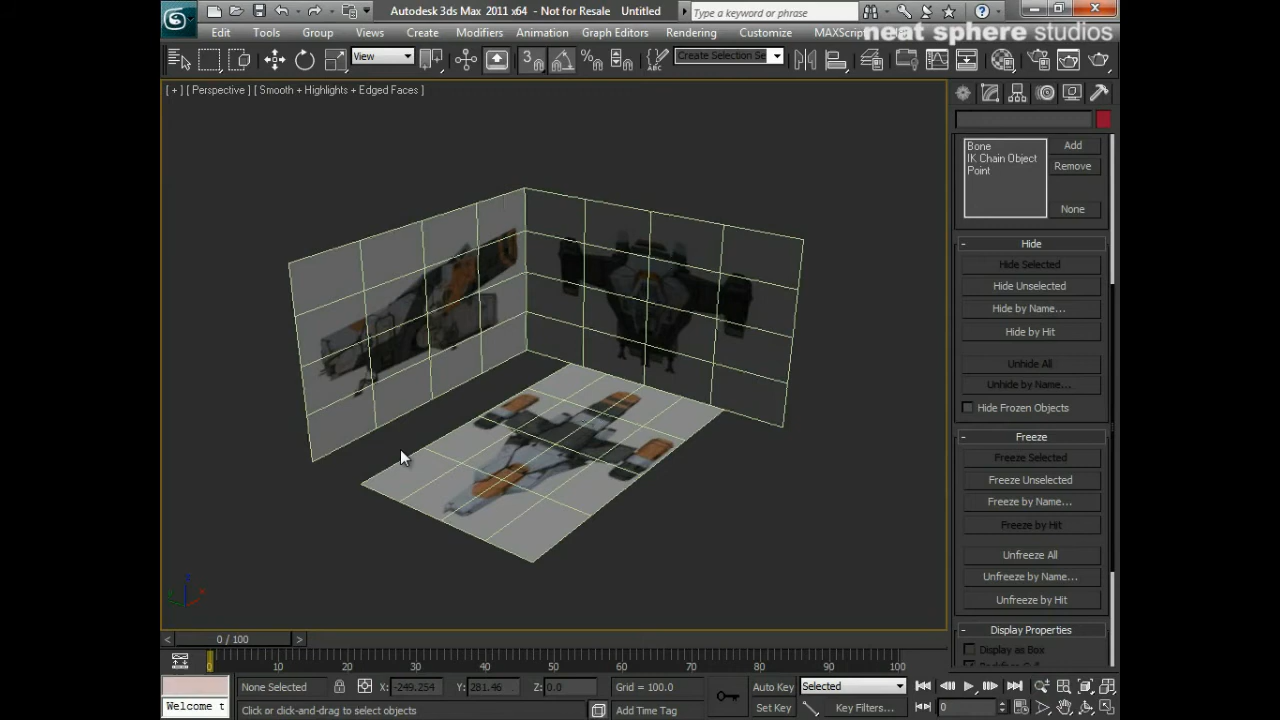 Autodesk 3ds Max 2011 x64 - Not for Resale Untitled
Type a keyword or phrase
Edit Tools Group Views Create Modifiers Animation Graph Editors Rendering Customize
neat sphere studios
View
3
Create Selection Se
ABC
[ + ] [ Perspective ] [ Smooth + Highlights + Edged Faces ]
Bone
IK Chain Object
Point
Add
Remove
None
- Hide
Hide Selected
Hide Unselected
Hide by Name...
Hide by Hit
Unhide All
Unhide by Name...
Hide Frozen Objects
- Freeze
Freeze Selected
Freeze Unselected
Freeze by Name...
Freeze by Hit
Unfreeze All
Unfreeze by Name...
Unfreeze by Hit
- Display Properties
Display as Box
< 0 / 100 >
0 10 20 30 40 50 60 70 80 90 100
None Selected X: -249.254 Y: 281.46 Z: 0.0 Grid = 100.0 Auto Key Selected
Welcome t Click or click-and-drag to select objects Add Time Tag Set Key Key Filters... 0